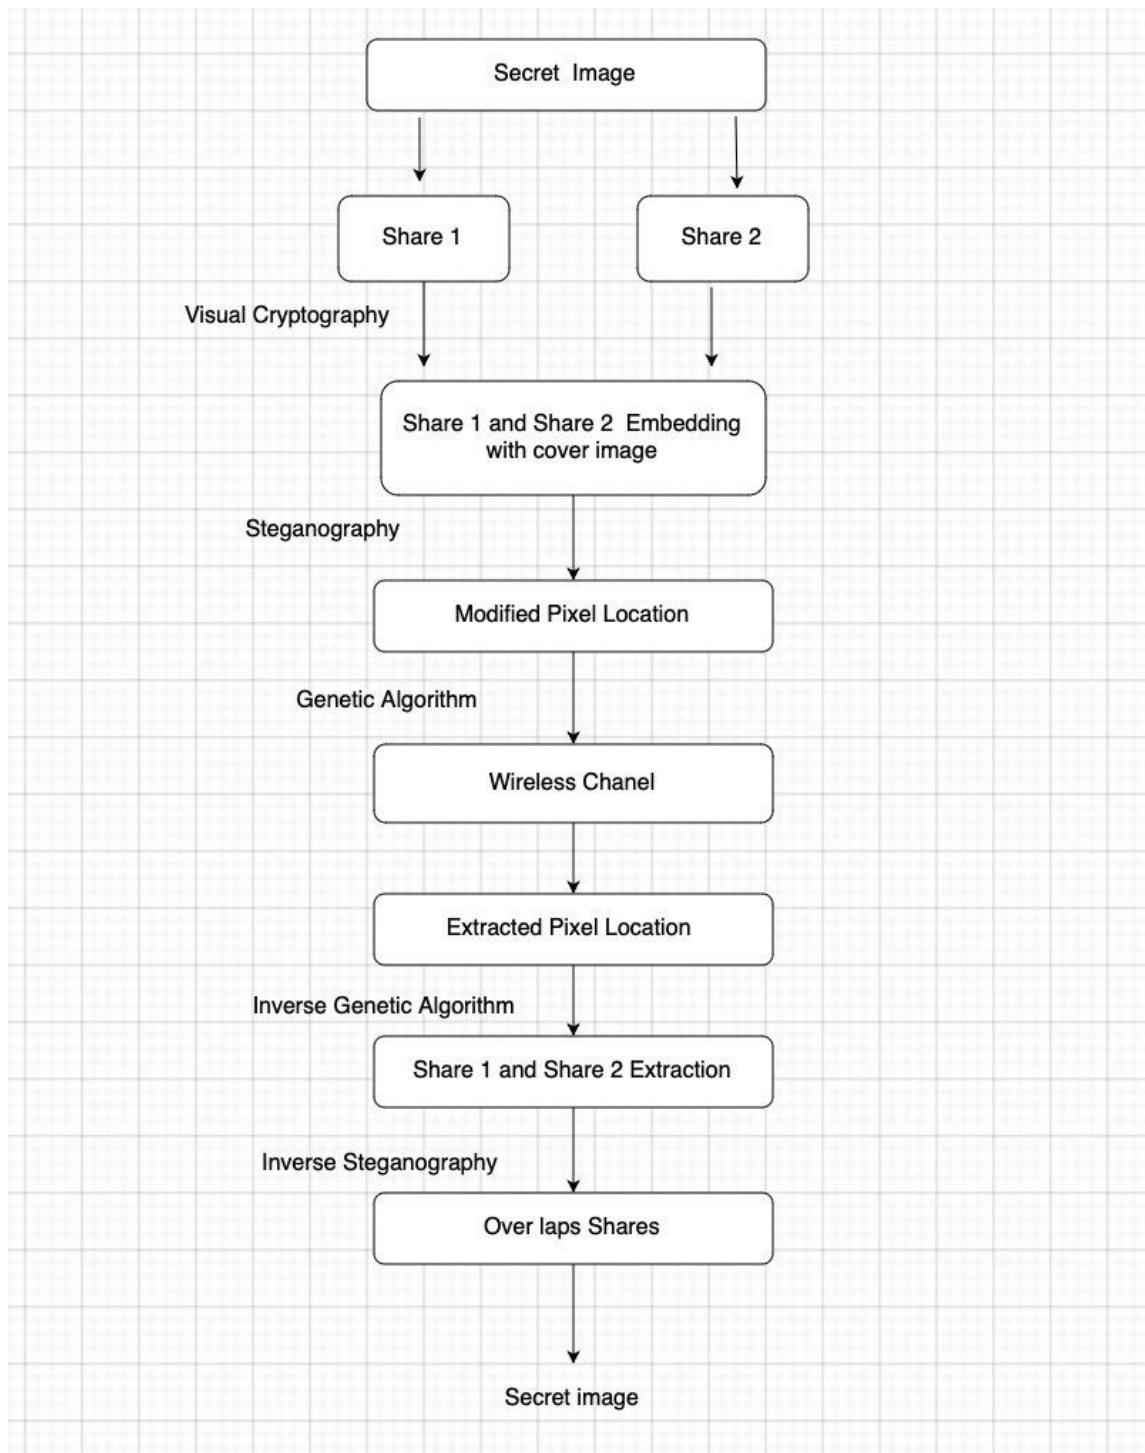 Secret Image
Share 1
Share 2
Visual Cryptography
Share 1 and Share 2 Embedding
with cover image
Steganography
Modified Pixel Location
Genetic Algorithm
Wireless Chanel
Extracted Pixel Location
Inverse Genetic Algorithm
Share 1 and Share 2 Extraction
Inverse Steganography
Over laps Shares
Secret image